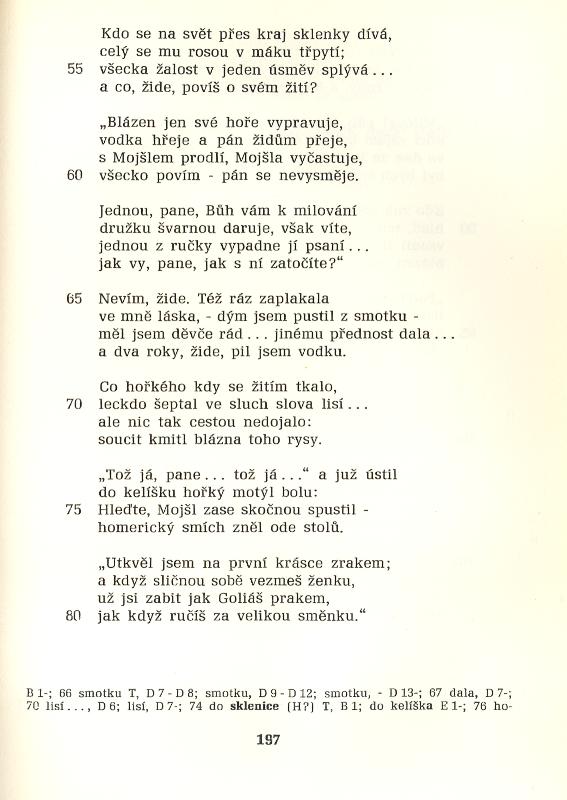 Kdo se na svět přes kraj sklenky dívá,
celý se mu rosou v máku třpytí;
55 všecka žalost v jeden úsměv splývá...
a co, žide, povíš o svém žití?
„Blázen jen své hoře vypravuje,
vodka hřeje a pán židům přeje,
s Mojšlem prodlí, Mojšla vyčastuje,
60 všecko povím - pán se nevysměje.
Jednou, pane, Bůh vám k milování
družku švarnou daruje, však víte,
jednou z ručky vypadne jí psaní...
jak vy, pane, jak s ní zatočíte?“
65 Nevím, žide. Též ráz zaplakala
ve mně láska, - dým jsem pustil z smotku -
měl jsem děvče rád... jinému přednost dala...
a dva roky, žide, pil jsem vodku.
Co hořkého kdy se žitím tkalo,
70 leckdo šeptal ve sluch slova lisí...
ale nic tak cestou nedojalo:
soucit kmitl blázna toho rysy.
„Tož já, pane... tož já...“ a již ústil
do kelíšku hořký motýl bolu:
75 Hleďte, Mojšl zase skočnou spustil -
homerický smích zněl ode stolů.
„Utkvěl jsem na první krásce zrakem;
a když sličnou sobě vezmeš ženku,
už jsi zabit jak Goliáš prakem,
80 jak když ručíš za velikou směnku.“
B 1-; 66 smotku T, D 7 - D 8; smotku, D 9 - D 12; smotku, - D 13-; 67 dala, D 7-;
70 lisí..., D 6; lisí, D 7-; 74 do sklenice (H?) T, B 1; do kelíška E 1-; 76 ho-
197